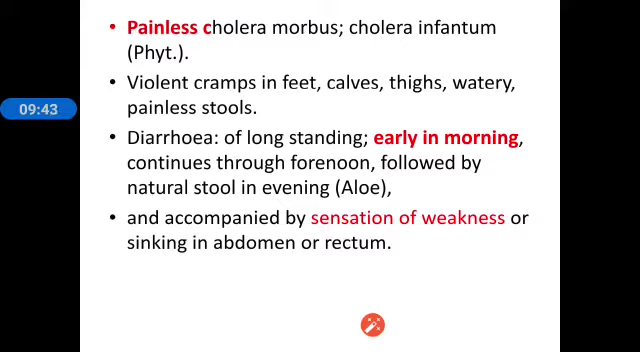 • Painless cholera morbus; cholera infantum
(Phyt.).
• Violent cramps in feet, calves, thighs, watery,
painless stools.
09:43
• Diarrhoea: of long standing; early in morning,
continues through forenoon, followed by
natural stool in evening (Aloe),
• and accompanied by sensation of weakness or
sinking in abdomen or rectum.